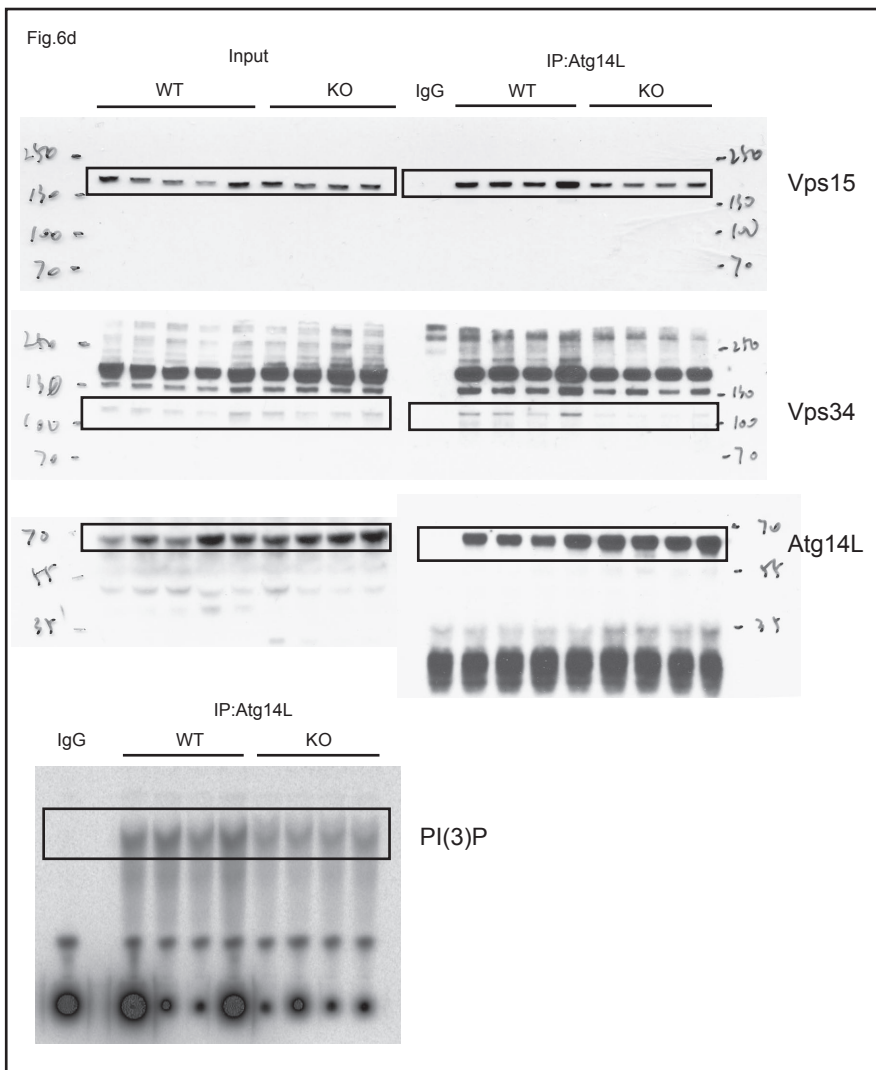 Fig.6d
Input
IP:Atg14L
WT
KO
IgG
WT
KO
250 -
130 -
100 -
70 -
-250
-130
-100
-70
Vps15
250 -
130 -
100 -
70 -
-250
-130
-100
-70
Vps34
70
55 -
35 -
- 70
- 55
- 35
Atg14L
IP:Atg14L
IgG
WT
KO
PI(3)P